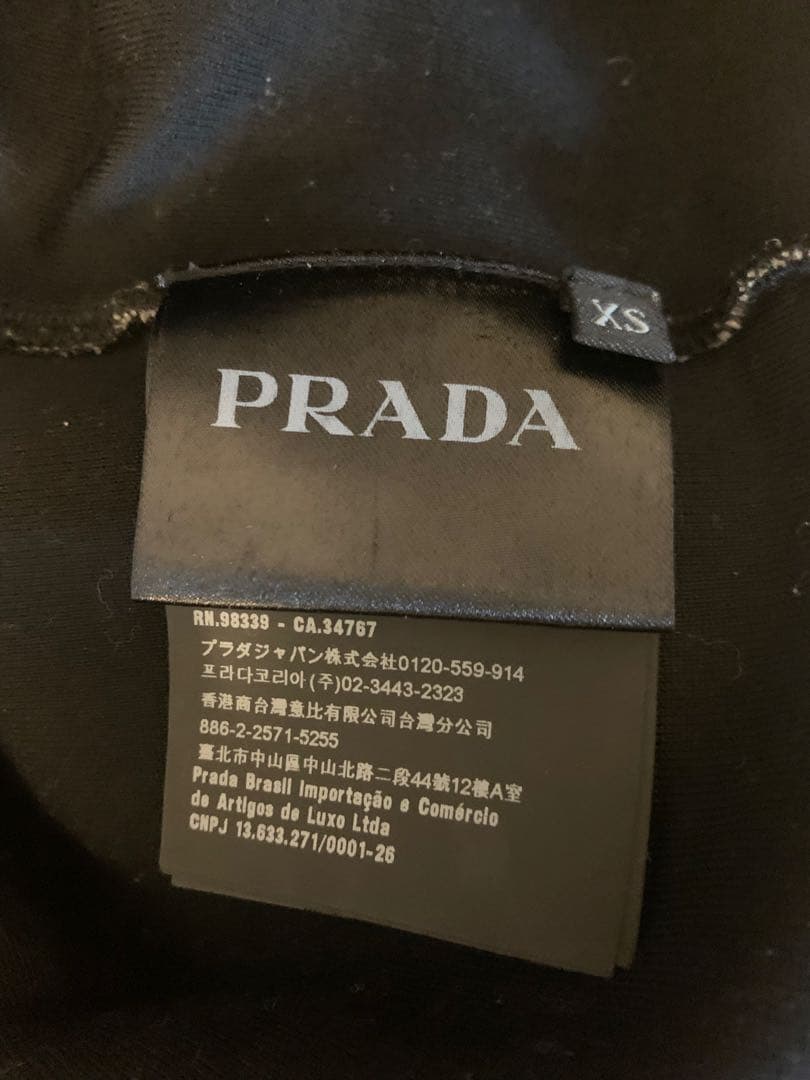 XS
PRADA
RN.98339 - CA.34767
プラダジャパン株式会社0120-559-914
프라다코리아(주)02-3443-2323
香港商台灣意比有限公司台灣分公司
886-2-2571-5255
臺北市中山區中山北路二段44號12樓A室
Prada Brasil Importação e Comércio
de Artigos de Luxo Ltda
CNPJ 13.633.271/0001-26